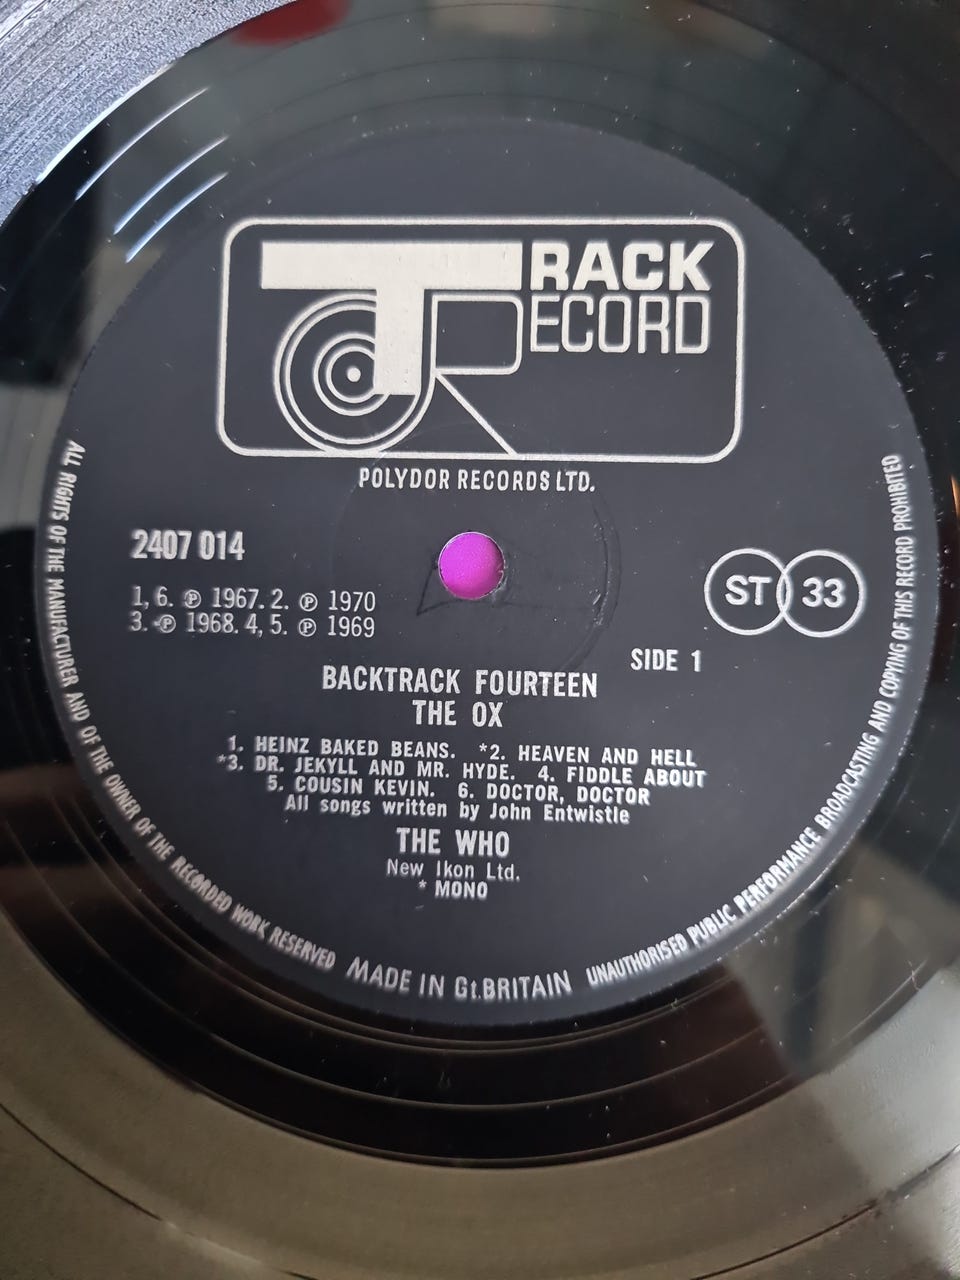 TRACK
RECORD
POLYDOR RECORDS LTD.
2407 014
1, 6. ℗ 1967. 2. ℗ 1970
3. ℗ 1968. 4, 5. ℗ 1969
ST 33
SIDE 1
BACKTRACK FOURTEEN
THE OX
1. HEINZ BAKED BEANS. *2. HEAVEN AND HELL
*3. DR. JEKYLL AND MR. HYDE. 4. FIDDLE ABOUT
5. COUSIN KEVIN. 6. DOCTOR, DOCTOR
All songs written by John Entwistle
THE WHO
New Ikon Ltd.
* MONO
ALL RIGHTS OF THE MANUFACTURER AND OF THE OWNER OF THE RECORDED WORK RESERVED
MADE IN Gt.BRITAIN
UNAUTHORISED PUBLIC PERFORMANCE BROADCASTING AND COPYING OF THIS RECORD PROHIBITED